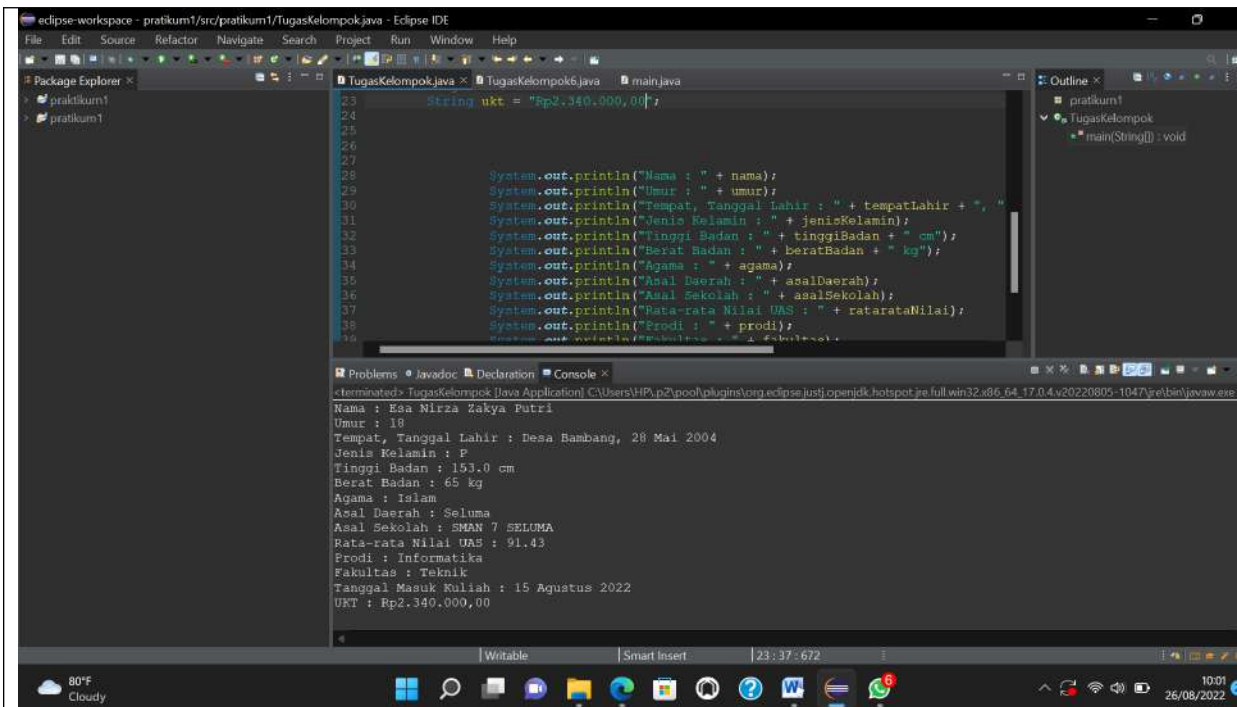 eclipse-workspace - pratikum1/src/pratikum1/TugasKelompok.java - Eclipse IDE
File Edit Source Refactor Navigate Search Project Run Window Help
Package Explorer
TugasKelompok.java
TugasKelompok6.java
main.java
Outline
praktikum1
pratikum1
pratikum1
TugasKelompok
main(String[]) : void
23 String ukt = "Rp2.340.000,00";
24
25
26
27
28 System.out.println("Nama : " + nama);
29 System.out.println("Umur : " + umur);
30 System.out.println("Tempat, Tanggal Lahir : " + tempatLahir + ", "
31 System.out.println("Jenis Kelamin : " + jenisKelamin);
32 System.out.println("Tinggi Badan : " + tinggiBadan + " cm");
33 System.out.println("Berat Badan : " + beratBadan + " kg");
34 System.out.println("Agama : " + agama);
35 System.out.println("Asal Daerah : " + asalDaerah);
36 System.out.println("Asal Sekolah : " + asalSekolah);
37 System.out.println("Rata-rata Nilai UAS : " + ratarataNilai);
38 System.out.println("Prodi : " + prodi);
39 System.out.println("Fakultas : " + fakultas);
Problems Javadoc Declaration Console
<terminated> TugasKelompok [Java Application] C:\Users\HP\.p2\pool\plugins\org.eclipse.justj.openjdk.hotspot.jre.full.win32.x86_64_17.0.4.v20220805-1047\jre\bin\javaw.exe
Nama : Esa Nirza Zakya Putri
Umur : 18
Tempat, Tanggal Lahir : Desa Bambang, 28 Mai 2004
Jenis Kelamin : P
Tinggi Badan : 153.0 cm
Berat Badan : 65 kg
Agama : Islam
Asal Daerah : Seluma
Asal Sekolah : SMAN 7 SELUMA
Rata-rata Nilai UAS : 91.43
Prodi : Informatika
Fakultas : Teknik
Tanggal Masuk Kuliah : 15 Agustus 2022
UKT : Rp2.340.000,00
Writable Smart Insert 23 : 37 : 672
80°F
Cloudy
6
10:01
26/08/2022